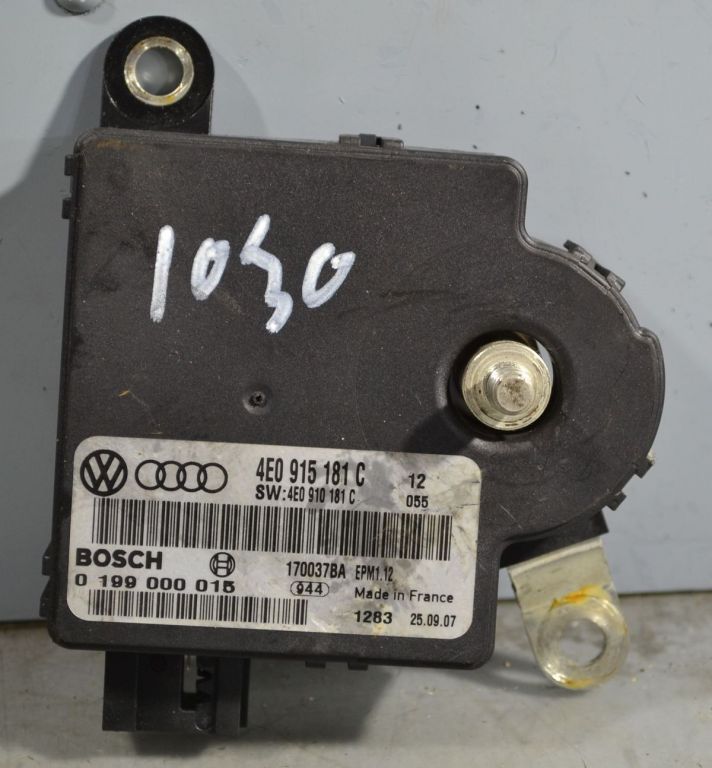 1030
4E0 915 181 C 12
SW:4E0 910 181 C 055
BOSCH 170037BA EPM1.12
0 199 000 015 944 Made in France
1283 25.09.07